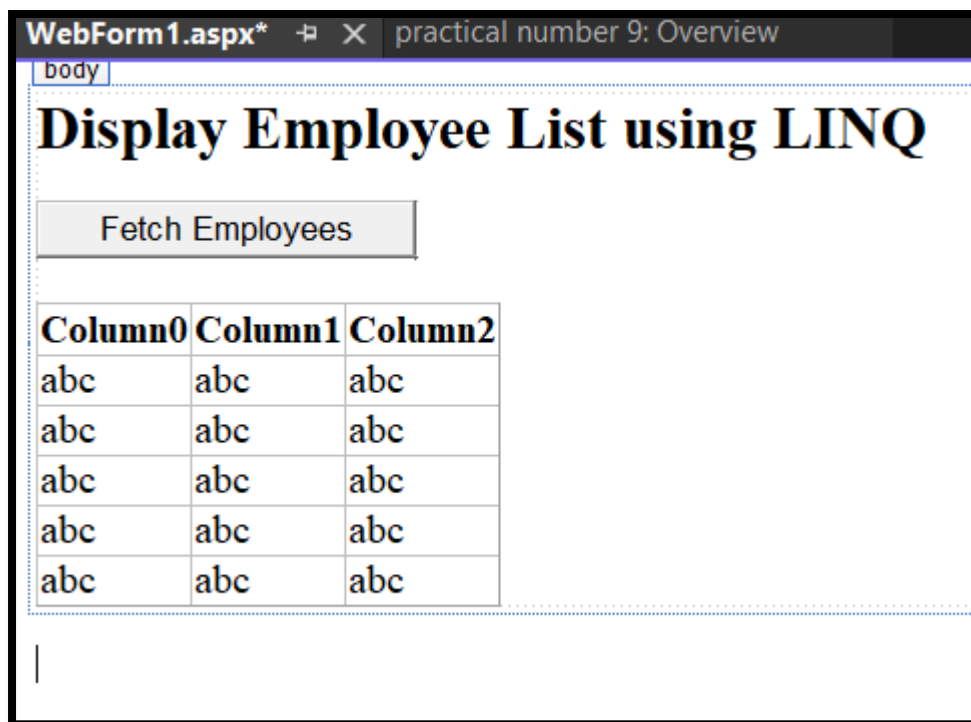 WebForm1.aspx* practical number 9: Overview
body
Display Employee List using LINQ
Fetch Employees
Column0 Column1 Column2
abc abc abc
abc abc abc
abc abc abc
abc abc abc
abc abc abc